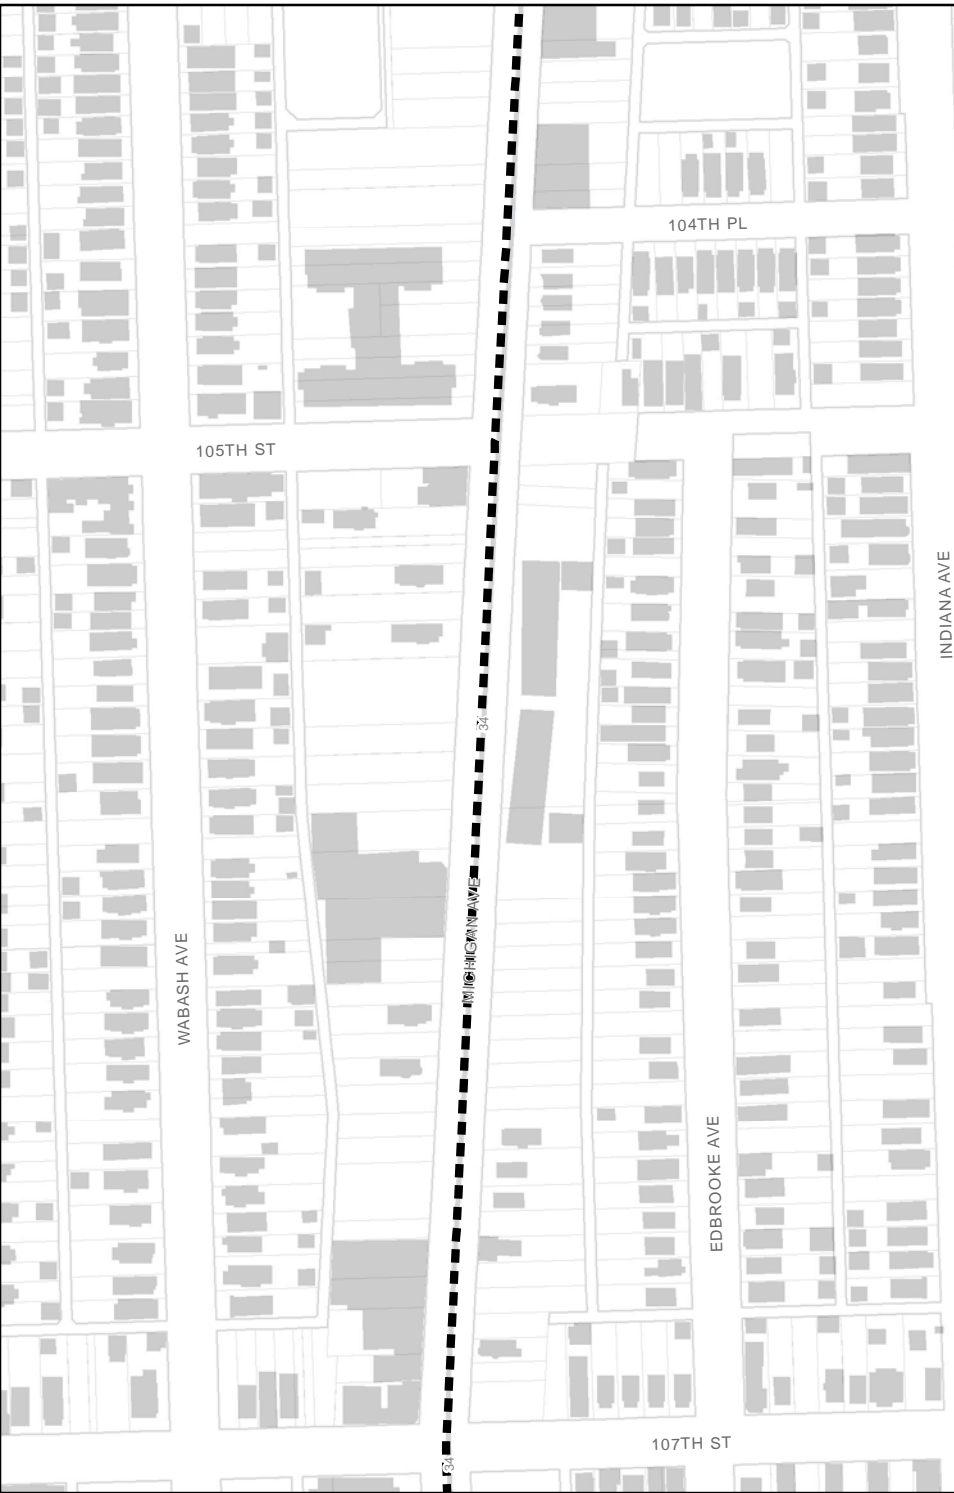 104TH PL
105TH ST
INDIANA AVE
34
MICHIGAN AVE
WABASH AVE
EDBROOKE AVE
107TH ST
34